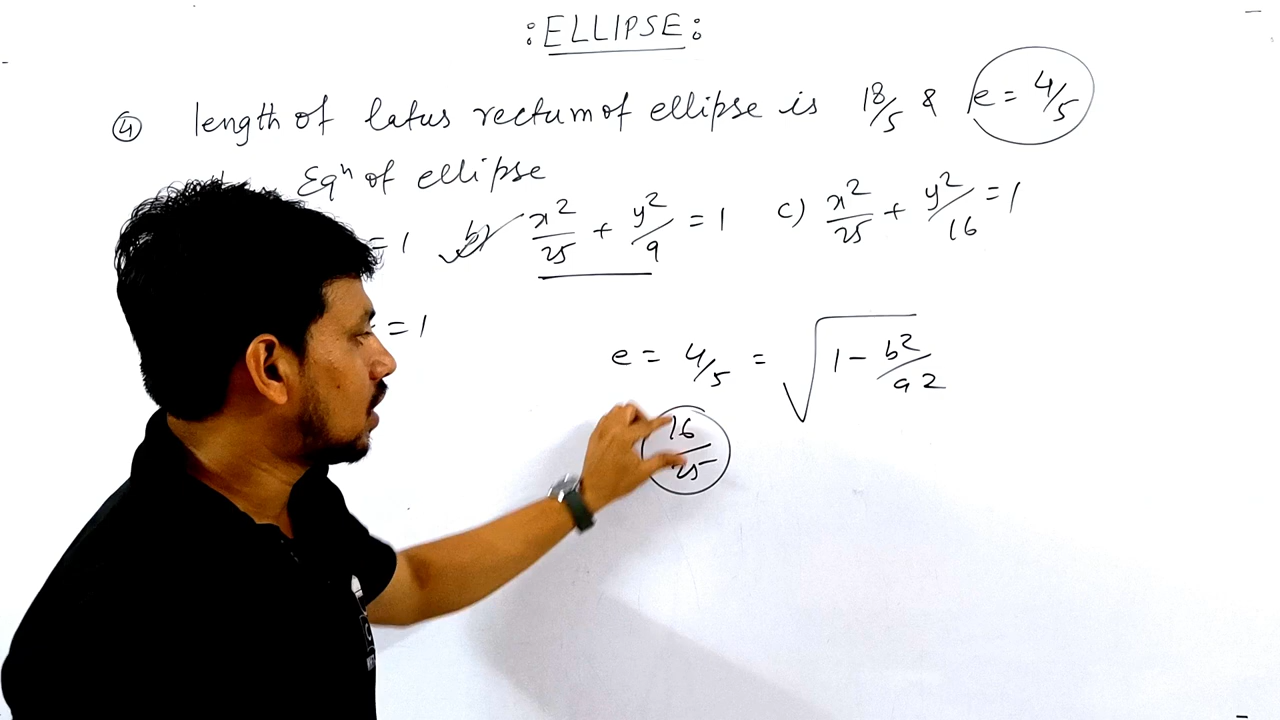 : ELLIPSE :
④ length of latus rectum of ellipse is 18/5 & e = 4/5
Eqⁿ of ellipse
= 1 b) x²/25 + y²/9 = 1 c) x²/25 + y²/16 = 1
= 1
e = 4/5 = √(1 - b²/a²)
16/25